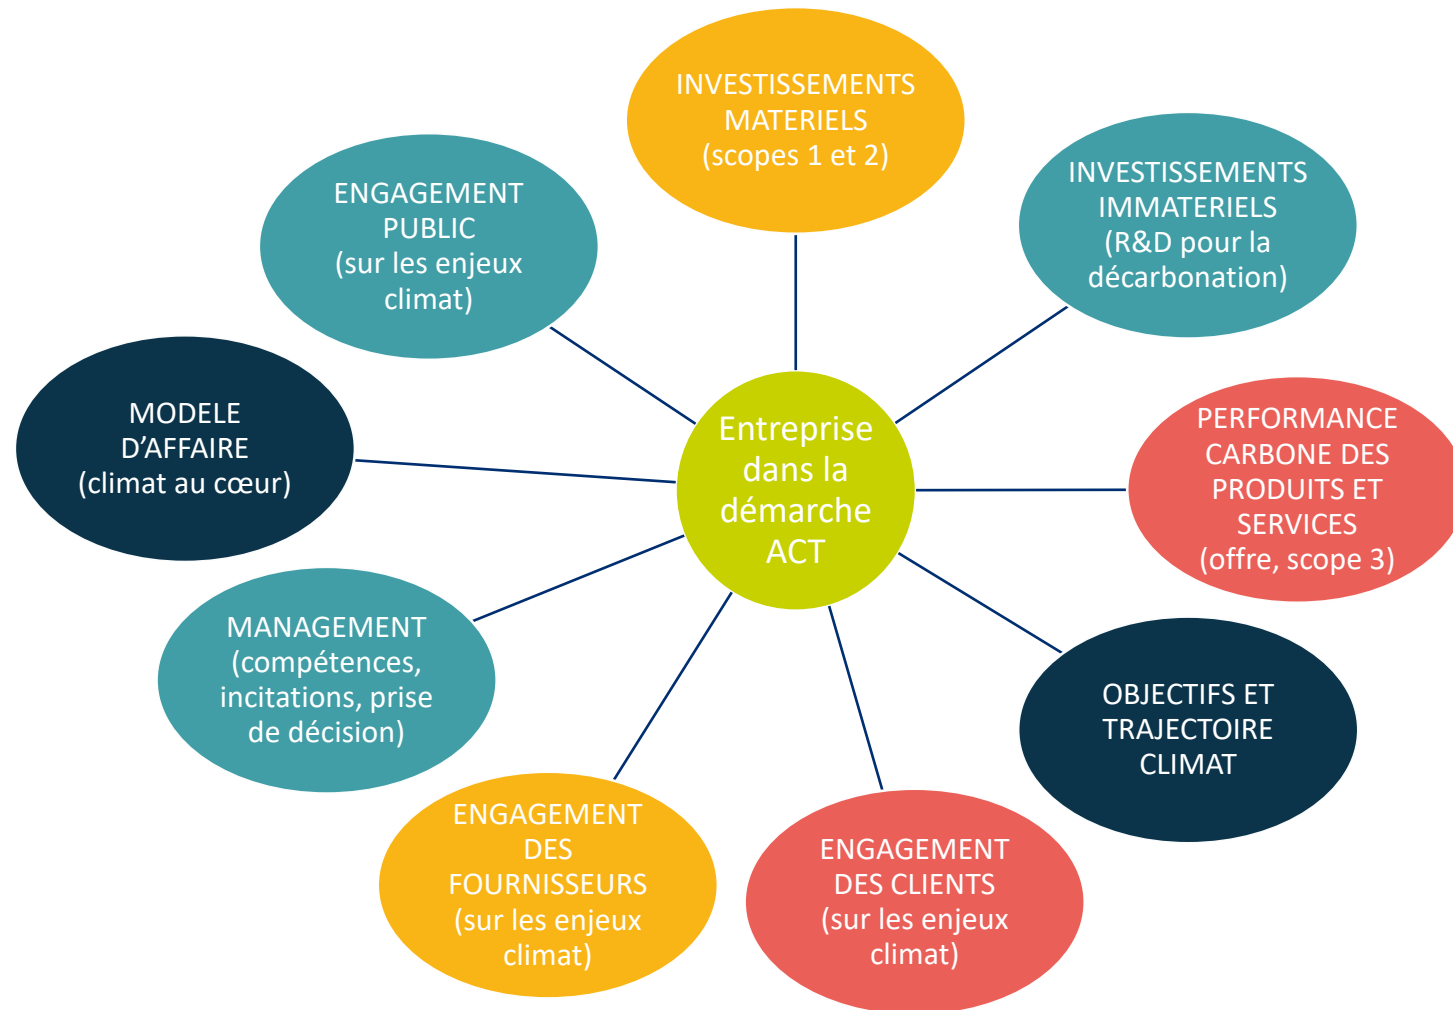 INVESTISSEMENTS
MATERIELS
(scopes 1 et 2)
INVESTISSEMENTS
IMMATERIELS
(R&D pour la
décarbonation)
PERFORMANCE
CARBONE DES
PRODUITS ET
SERVICES
(offre, scope 3)
OBJECTIFS ET
TRAJECTOIRE
CLIMAT
ENGAGEMENT
DES CLIENTS
(sur les enjeux
climat)
ENGAGEMENT
DES
FOURNISSEURS
(sur les enjeux
climat)
MANAGEMENT
(compétences,
incitations, prise
de décision)
MODELE
D’AFFAIRE
(climat au cœur)
ENGAGEMENT
PUBLIC
(sur les enjeux
climat)
Entreprise
dans la
démarche
ACT